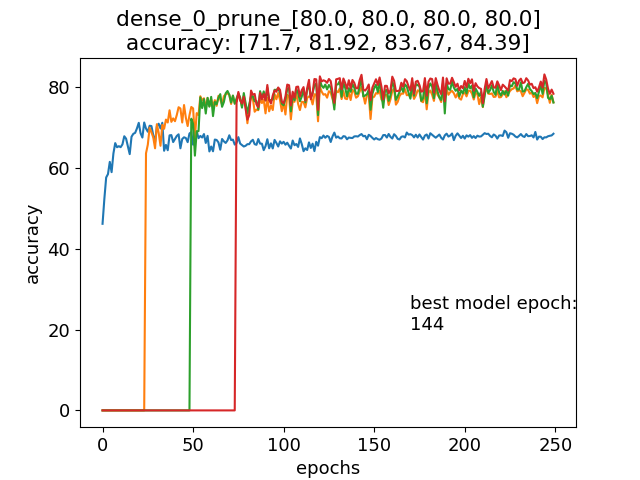 dense_0_prune_[80.0, 80.0, 80.0, 80.0]
accuracy: [71.7, 81.92, 83.67, 84.39]
80
60
40
20
0
accuracy
best model epoch:
144
0 50 100 150 200 250
epochs